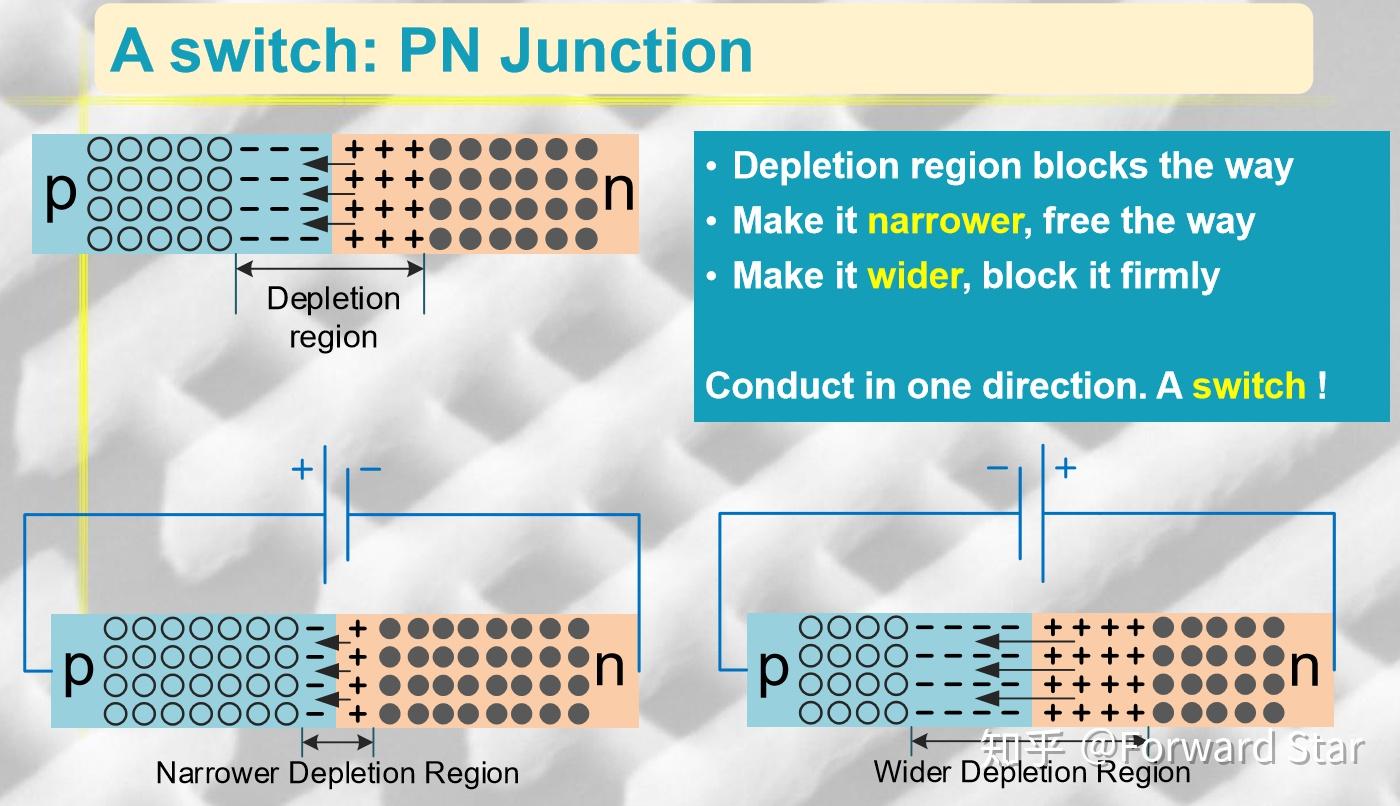 A switch: PN Junction
p
n
Depletion
region
• Depletion region blocks the way
• Make it narrower, free the way
• Make it wider, block it firmly
Conduct in one direction. A switch !
+ −
p
n
Narrower Depletion Region
− +
p
n
Wider Depletion Region
知乎 @Forward Star